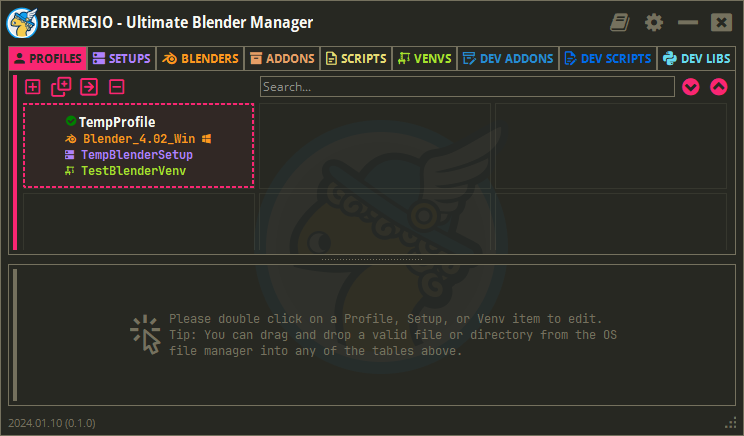 BERMESIO - Ultimate Blender Manager
PROFILES SETUPS BLENDERS ADDONS SCRIPTS VENVS DEV ADDONS DEV SCRIPTS DEV LIBS
Search...
TempProfile
Blender_4.02_Win
TempBlenderSetup
TestBlenderVenv
Please double click on a Profile, Setup, or Venv item to edit.
Tip: You can drag and drop a valid file or directory from the OS
file manager into any of the tables above.
2024.01.10 (0.1.0)